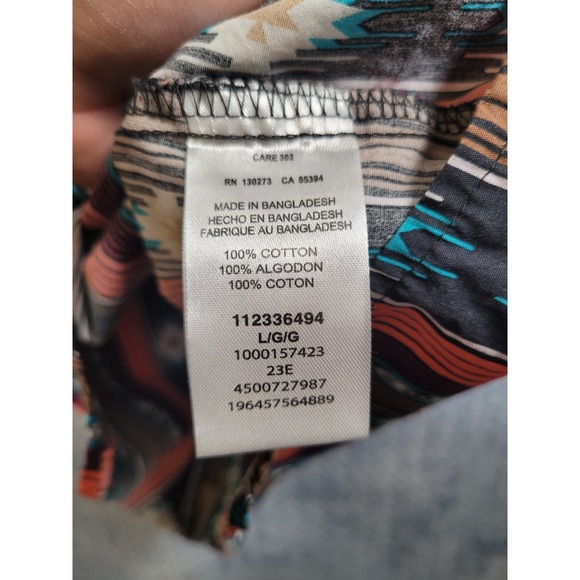 CARE 302
RN 130273 CA 55394
MADE IN BANGLADESH
HECHO EN BANGLADESH
FABRIQUE AU BANGLADESH
100% COTTON
100% ALGODON
100% COTON
112336494
L/G/G
1000157423
23E
4500727987
196457564889